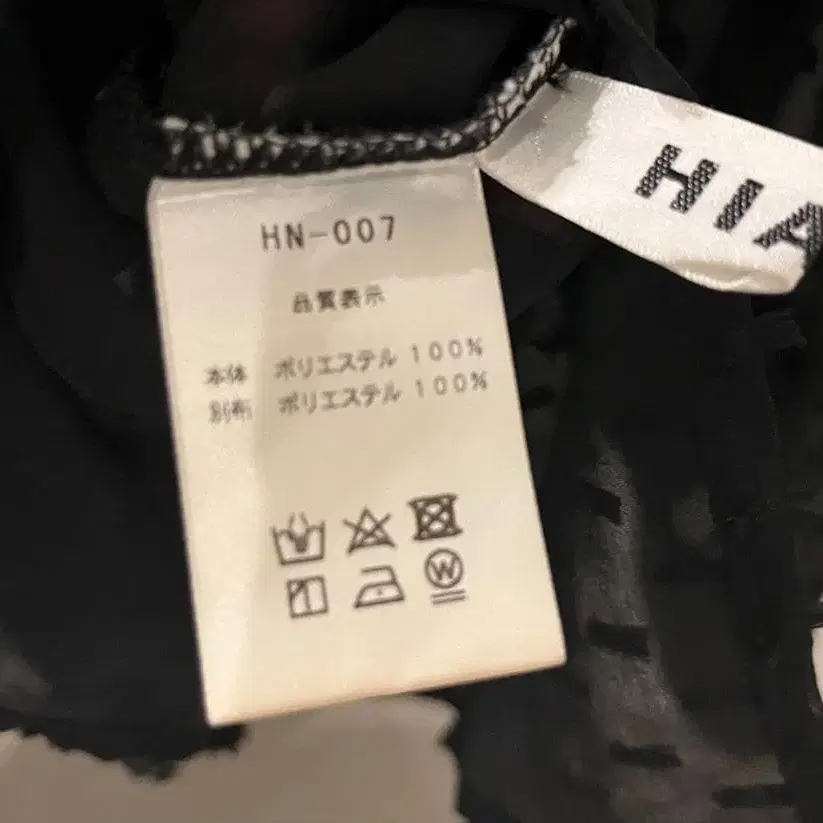 HIA
HN-007
品質表示
本体 ポリエステル 100%
別布 ポリエステル 100%
W